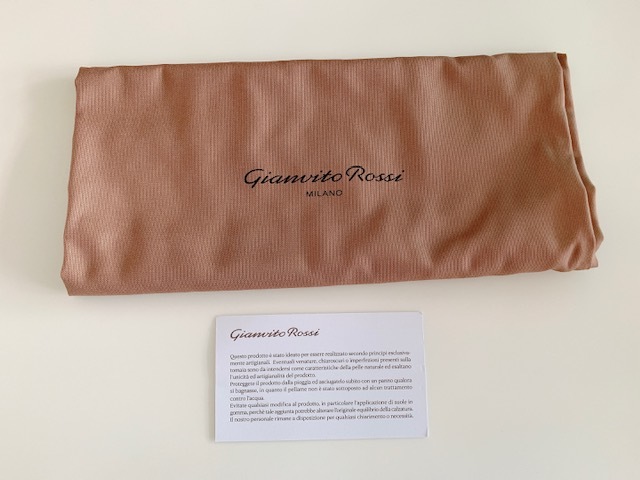 Gianvito Rossi
MILANO
Gianvito Rossi
Questo prodotto è stato ideato per essere realizzato secondo principi esclusiva-
mente artigianali. Eventuali venature, chiaroscuri o imperfezioni presenti sulla
tomaia sono da intendersi come caratteristiche della pelle naturale ed esaltano
l'unicità ed artigianalità del prodotto.
Proteggete il prodotto dalla pioggia ed asciugatelo subito con un panno qualora
si bagnasse, in quanto il pellame non è stato sottoposto ad alcun trattamento
contro l'acqua.
Evitate qualsiasi modifica al prodotto, in particolare l'applicazione di suole in
gomma, perchè tale aggiunta potrebbe alterare l'originale equilibrio della calzatura.
Il nostro personale rimane a disposizione per qualsiasi chiarimento o necessità.